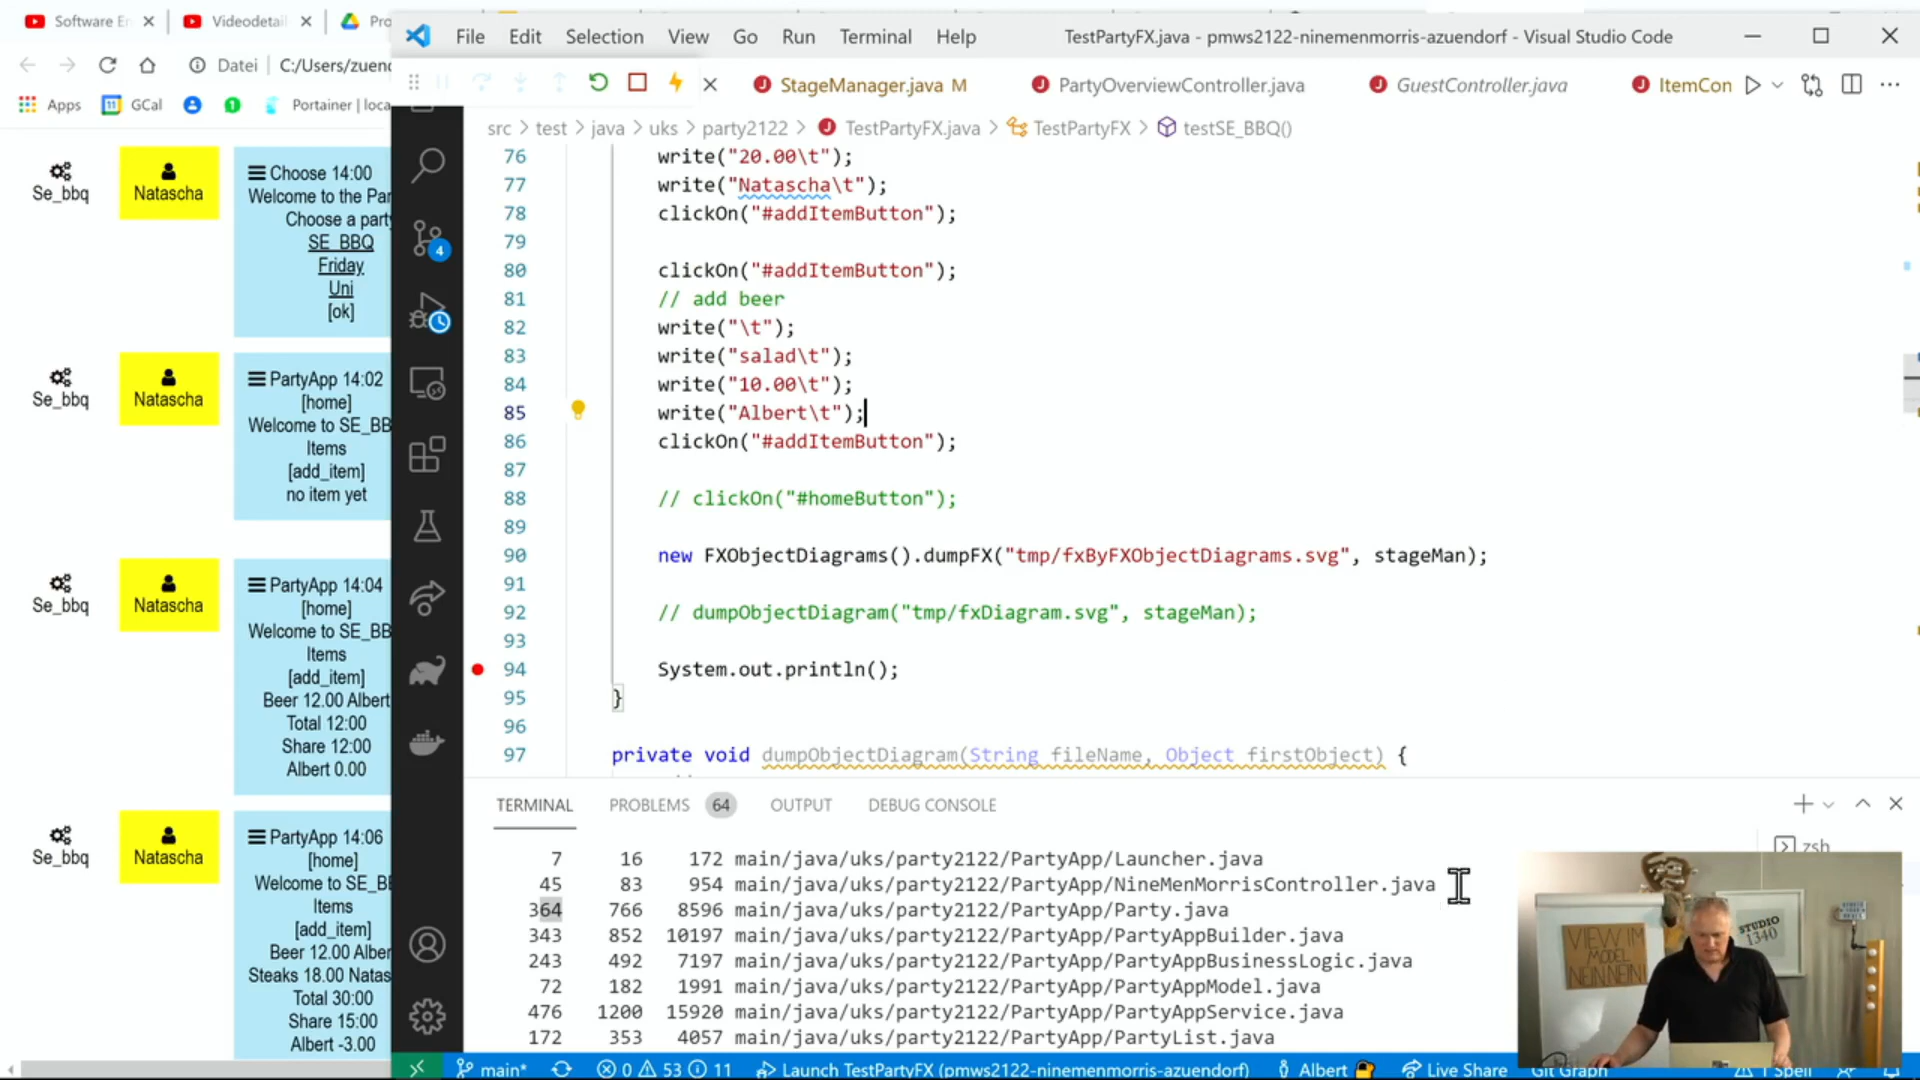 Software E
Videodetail
Pro
Datei C:/Users/zuend
Apps
GCal
Portainer | loca
File Edit Selection View Go Run Terminal Help
TestPartyFX.java - pmws2122-ninemenmorris-azuendorf - Visual Studio Code
StageManager.java M
PartyOverviewController.java
GuestController.java
ItemCon
src > test > java > uks > party2122 > TestPartyFX.java > TestPartyFX > testSE_BBQ()
Se_bbq
Natascha
Choose 14:00
Welcome to the Par
Choose a party
SE_BBQ
Friday
Uni
[ok]
Se_bbq
Natascha
PartyApp 14:02
[home]
Welcome to SE_BB
Items
[add_item]
no item yet
Se_bbq
Natascha
PartyApp 14:04
[home]
Welcome to SE_BB
Items
[add_item]
Beer 12.00 Albert
Total 12:00
Share 12:00
Albert 0.00
Se_bbq
Natascha
PartyApp 14:06
[home]
Welcome to SE_B
Items
[add_item]
Beer 12.00 Alber
Steaks 18.00 Natas
Total 30:00
Share 15:00
Albert -3.00
4
76 write("20.00\t");
77 write("Natascha\t");
78 clickOn("#addItemButton");
79
80 clickOn("#addItemButton");
81 // add beer
82 write("\t");
83 write("salad\t");
84 write("10.00\t");
85 write("Albert\t");
86 clickOn("#addItemButton");
87
88 // clickOn("#homeButton");
89
90 new FXObjectDiagrams().dumpFX("tmp/fxByFXObjectDiagrams.svg", stageMan);
91
92 // dumpObjectDiagram("tmp/fxDiagram.svg", stageMan);
93
94 System.out.println();
95 }
96
97 private void dumpObjectDiagram(String fileName, Object firstObject) {
TERMINAL PROBLEMS 64 OUTPUT DEBUG CONSOLE
zsh
7 16 172 main/java/uks/party2122/PartyApp/Launcher.java
45 83 954 main/java/uks/party2122/PartyApp/NineMenMorrisController.java
364 766 8596 main/java/uks/party2122/PartyApp/Party.java
343 852 10197 main/java/uks/party2122/PartyApp/PartyAppBuilder.java
243 492 7197 main/java/uks/party2122/PartyApp/PartyAppBusinessLogic.java
72 182 1991 main/java/uks/party2122/PartyApp/PartyAppModel.java
476 1200 15920 main/java/uks/party2122/PartyApp/PartyAppService.java
172 353 4057 main/java/uks/party2122/PartyApp/PartyList.java
VIEW IM
MODEL
NEIN NEIN!
STUDIO
1340
main* 0 53 11 Launch TestPartyFX (pmws2122-ninemenmorris-azuendorf) Albert Live Share Git Graph 1 Spell